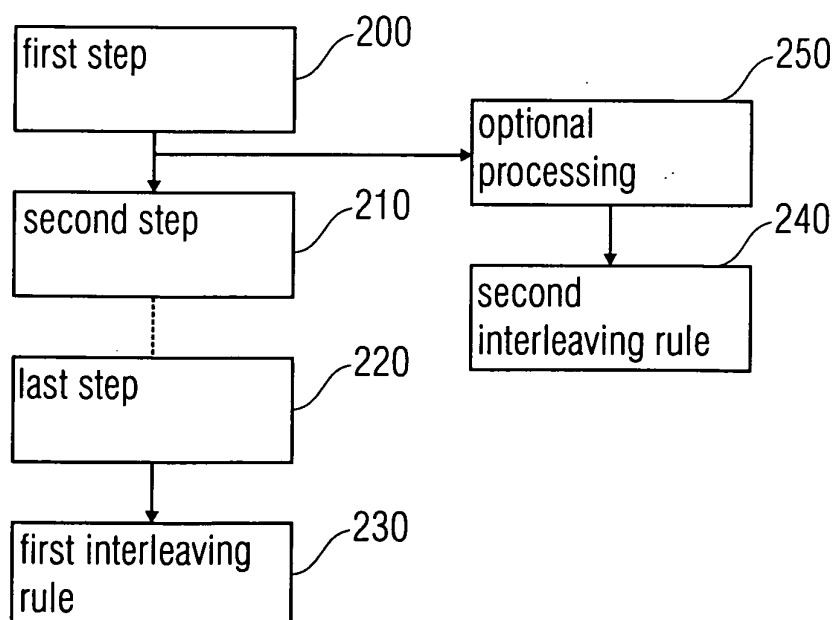 first step
200
second step
210
last step
220
first interleaving
rule
230
optional
processing
250
second
interleaving rule
240